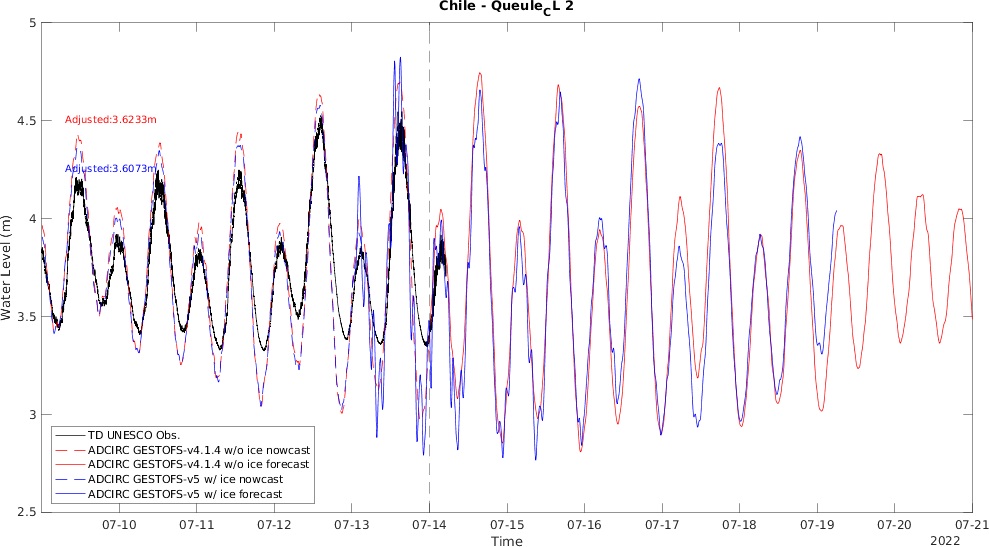 Chile - Queule_CL 2
5
4.5
4
3.5
3
2.5
Water Level (m)
Adjusted:3.6233m
Adjusted:3.6073m
TD UNESCO Obs.
ADCIRC GESTOFS-v4.1.4 w/o ice nowcast
ADCIRC GESTOFS-v4.1.4 w/o ice forecast
ADCIRC GESTOFS-v5 w/ ice nowcast
ADCIRC GESTOFS-v5 w/ ice forecast
07-10 07-11 07-12 07-13 07-14 07-15 07-16 07-17 07-18 07-19 07-20 07-21
Time
2022